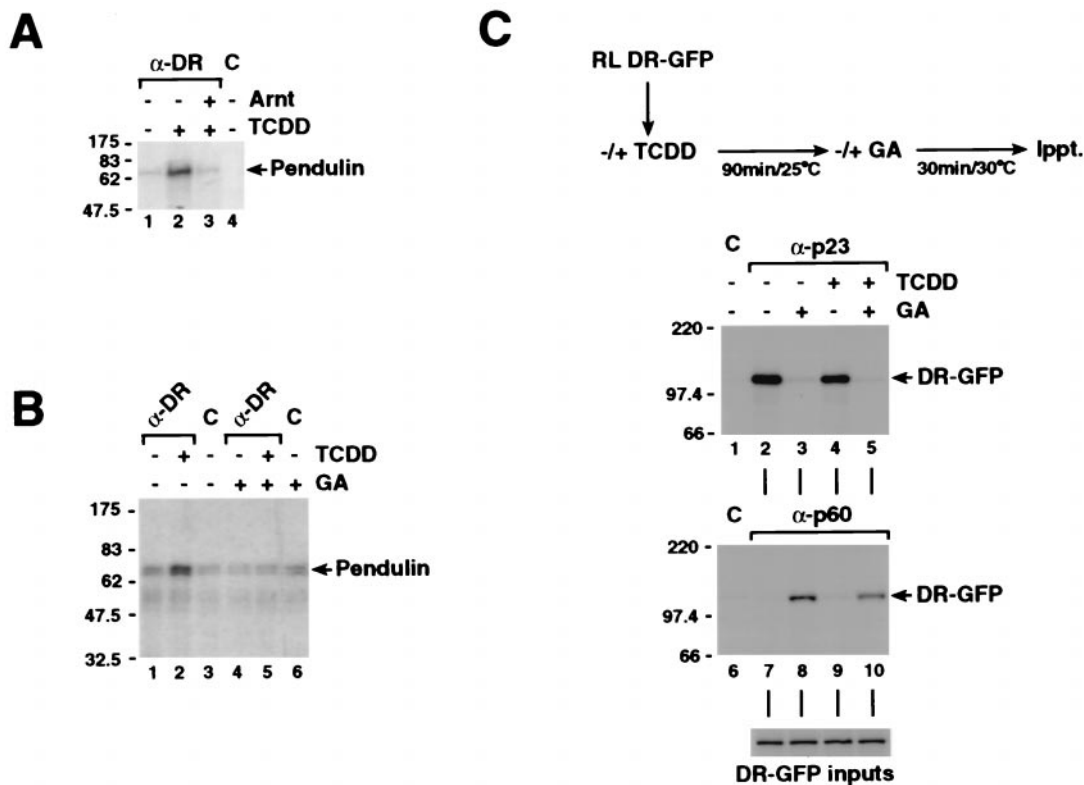 A
α-DR C
- - + - Arnt
- + + - TCDD
175 -
83 -
62 -
47.5 -
Pendulin
1 2 3 4
B
α-DR C α-DR C
- + - - + - TCDD
- - - + + + GA
175 -
83 -
62 -
47.5 -
32.5 -
Pendulin
1 2 3 4 5 6
C
RL DR-GFP
-/+ TCDD -/+ GA Ippt.
90min/25°C 30min/30°C
C α-p23
- - - + + TCDD
- - + - + GA
220 -
97.4 -
66 -
DR-GFP
1 2 3 4 5
C α-p60
220 -
97.4 -
66 -
DR-GFP
6 7 8 9 10
DR-GFP inputs